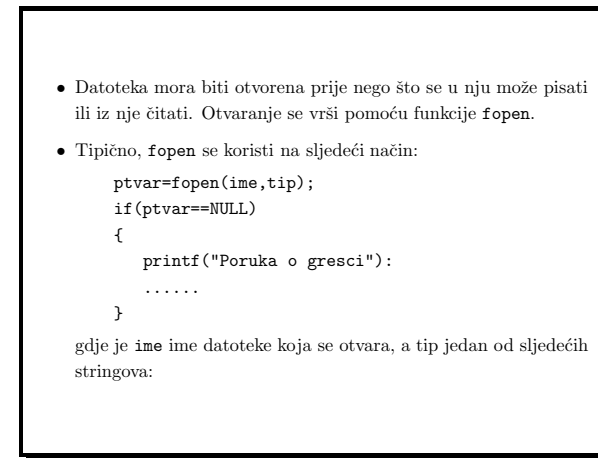 • Datoteka mora biti otvorena prije nego što se u nju može pisati
ili iz nje čitati. Otvaranje se vrši pomoću funkcije fopen.
• Tipično, fopen se koristi na sljedeći način:
ptvar=fopen(ime,tip);
if(ptvar==NULL)
{
printf("Poruka o gresci"):
......
}
gdje je ime ime datoteke koja se otvara, a tip jedan od sljedećih
stringova: